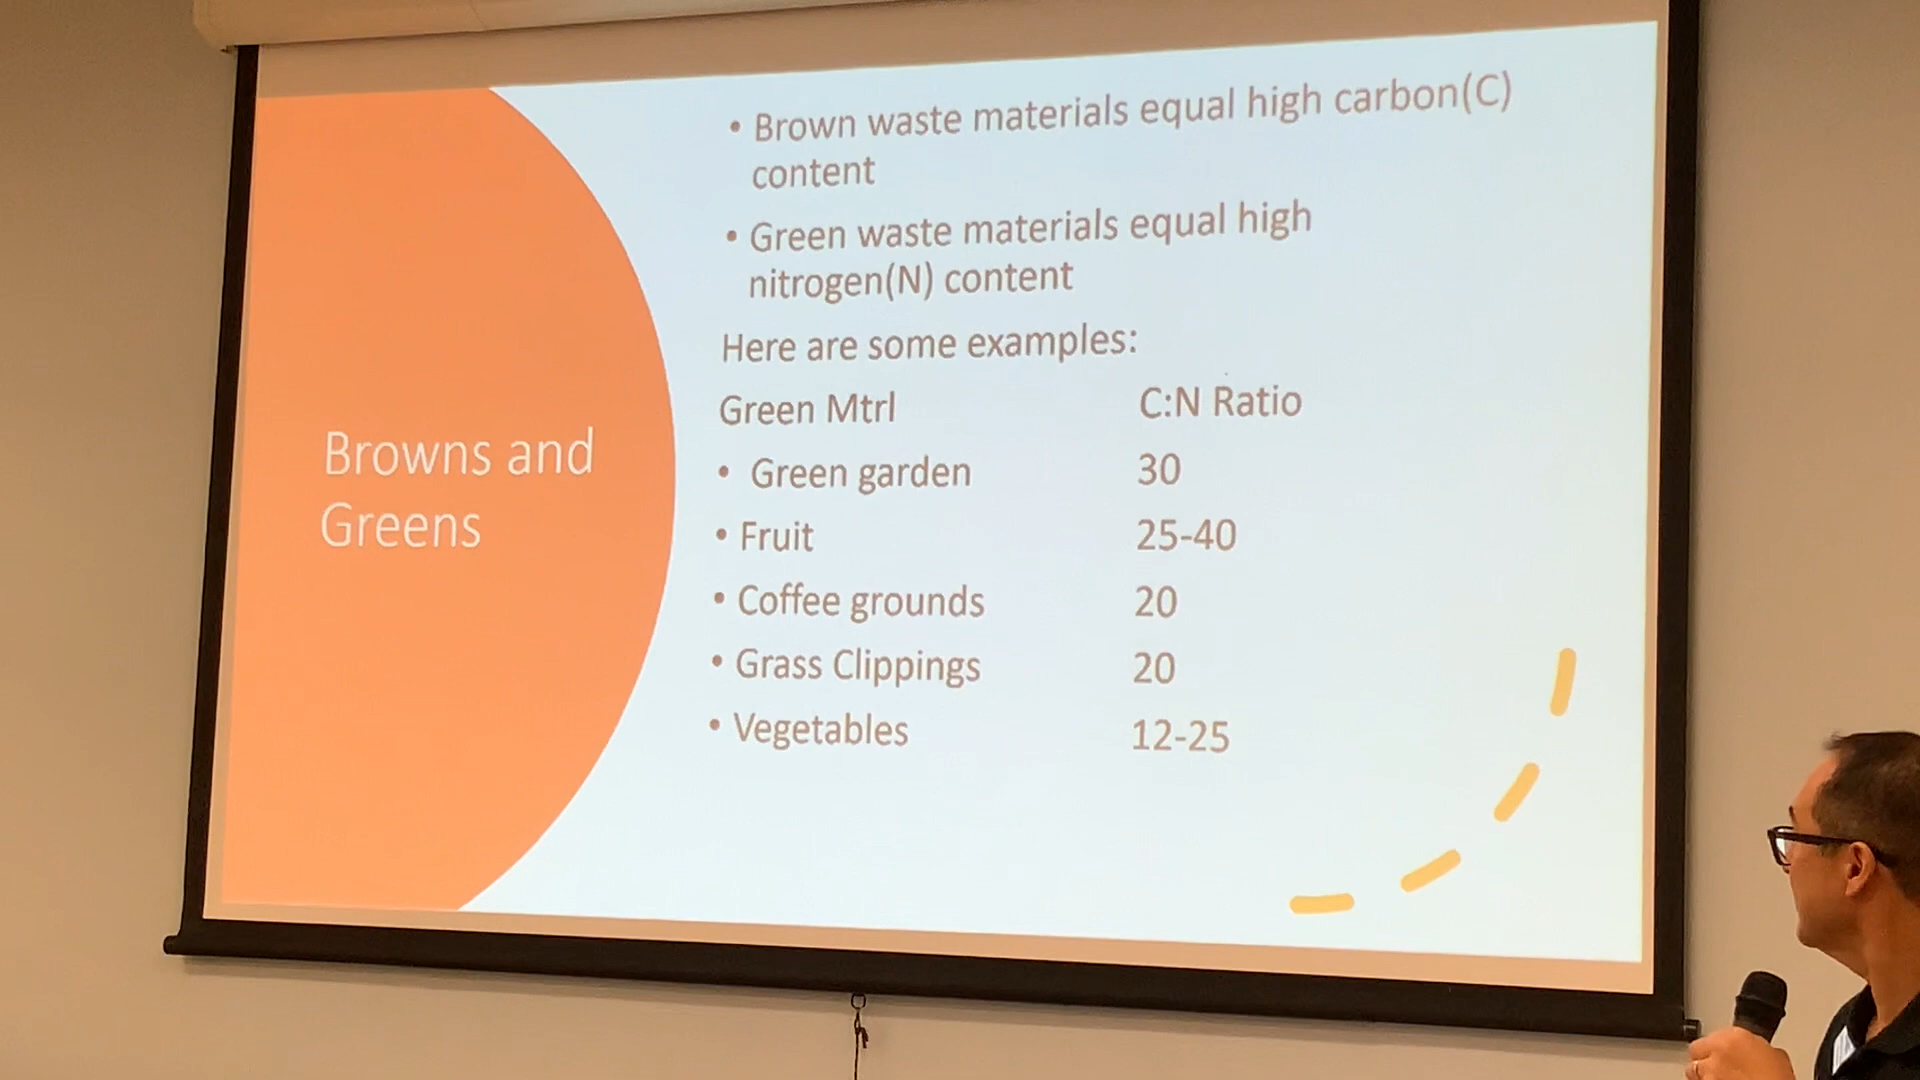 Browns and
Greens
• Brown waste materials equal high carbon(C)
content
• Green waste materials equal high
nitrogen(N) content
Here are some examples:
Green Mtrl C:N Ratio
• Green garden 30
• Fruit 25-40
• Coffee grounds 20
• Grass Clippings 20
• Vegetables 12-25